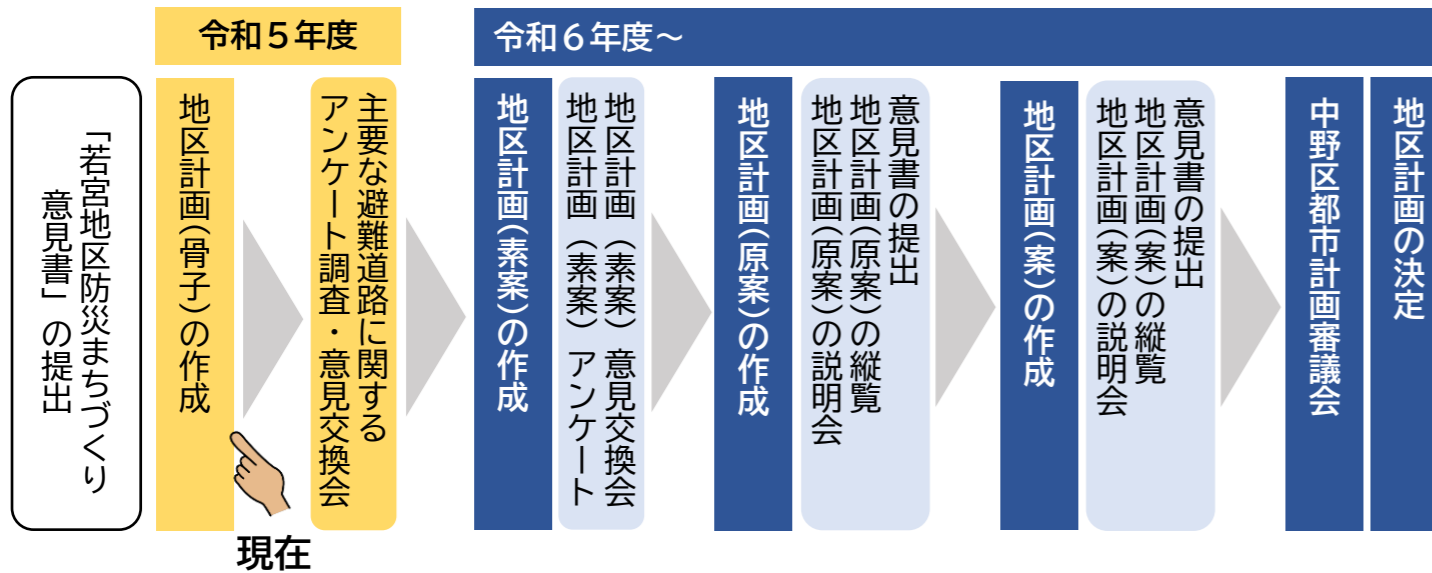 令和５年度
令和６年度～
「若宮地区防災まちづくり
意見書」の提出
地区計画（骨子）の作成
主要な避難道路に関する
アンケート調査・意見交換会
地区計画（素案）の作成
地区計画（素案）意見交換会
地区計画（素案）アンケート
地区計画（原案）の作成
意見書の提出
地区計画（原案）の縦覧
地区計画（原案）の説明会
地区計画（案）の作成
意見書の提出
地区計画（案）の縦覧
地区計画（案）の説明会
中野区都市計画審議会
地区計画の決定
現在